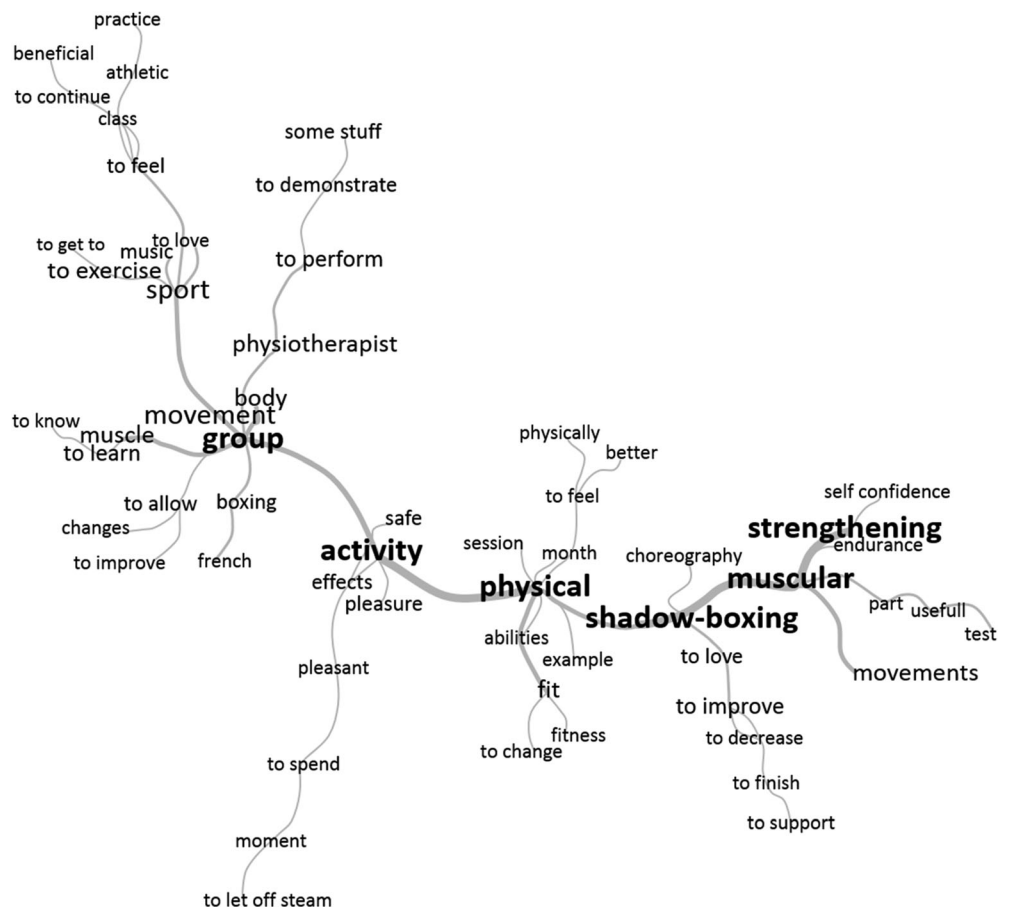 practice
beneficial
athletic
to continue
class
some stuff
to feel
to demonstrate
to get to
to love
music
to perform
to exercise
sport
physiotherapist
body
movement
to know
muscle
group
to learn
physically
better
to feel
to allow
boxing
changes
to improve
french
safe
self confidence
strengthening
endurance
activity
session
month
choreography
effects
physical
muscular
pleasure
shadow-boxing
part
usefull
test
abilities
to love
example
pleasant
fit
movements
to improve
fitness
to change
to decrease
to spend
to finish
to support
moment
to let off steam